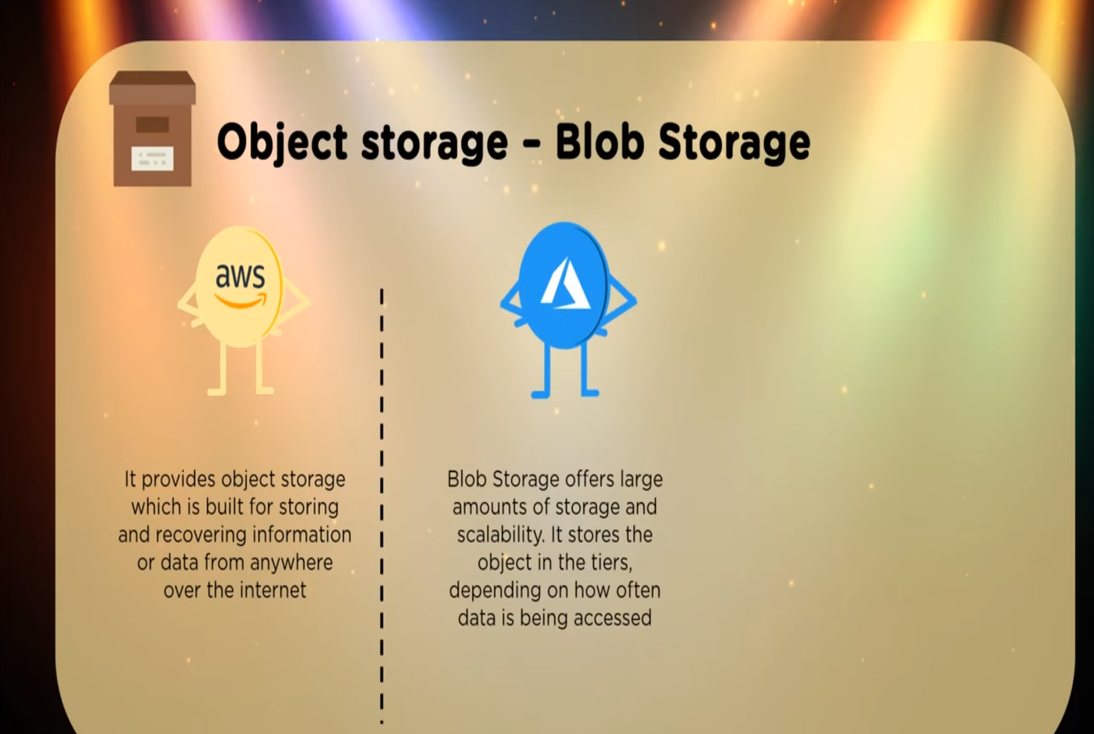 Object storage – Blob Storage
aws
It provides object storage
which is built for storing
and recovering information
or data from anywhere
over the internet
Blob Storage offers large
amounts of storage and
scalability. It stores the
object in the tiers,
depending on how often
data is being accessed